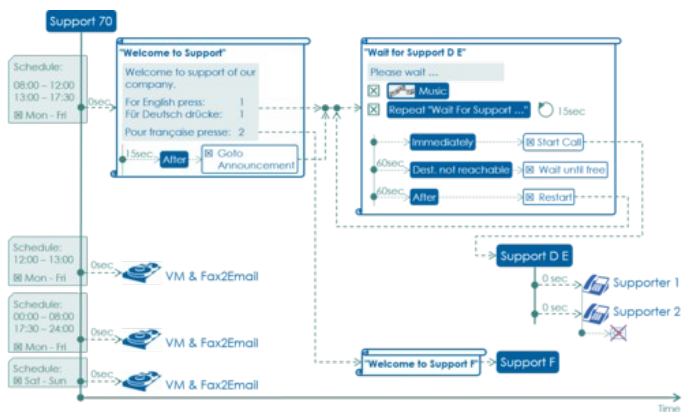 Support 70
Schedule:
08:00 – 12:00
13:00 – 17:30
Mon - Fri
0sec
"Welcome to Support"
Welcome to support of our
company.
For English press: 1
Für Deutsch drücke: 1
Pour française presse: 2
15sec
After
Goto
Announcement
"Wait for Support D E"
Please wait ...
Music
Repeat "Wait For Support ..."
15sec
Immediately
Start Call
60sec
Dest. not reachable
Wait until free
60sec
After
Restart
Schedule:
12:00 – 13:00
Mon - Fri
0sec
VM & Fax2Email
Support D E
0 sec
Supporter 1
0 sec
Supporter 2
Schedule:
00:00 – 08:00
17:30 – 24:00
Mon - Fri
0sec
VM & Fax2Email
Schedule:
Sat - Sun
0sec
VM & Fax2Email
"Welcome to Support F"
Support F
Time